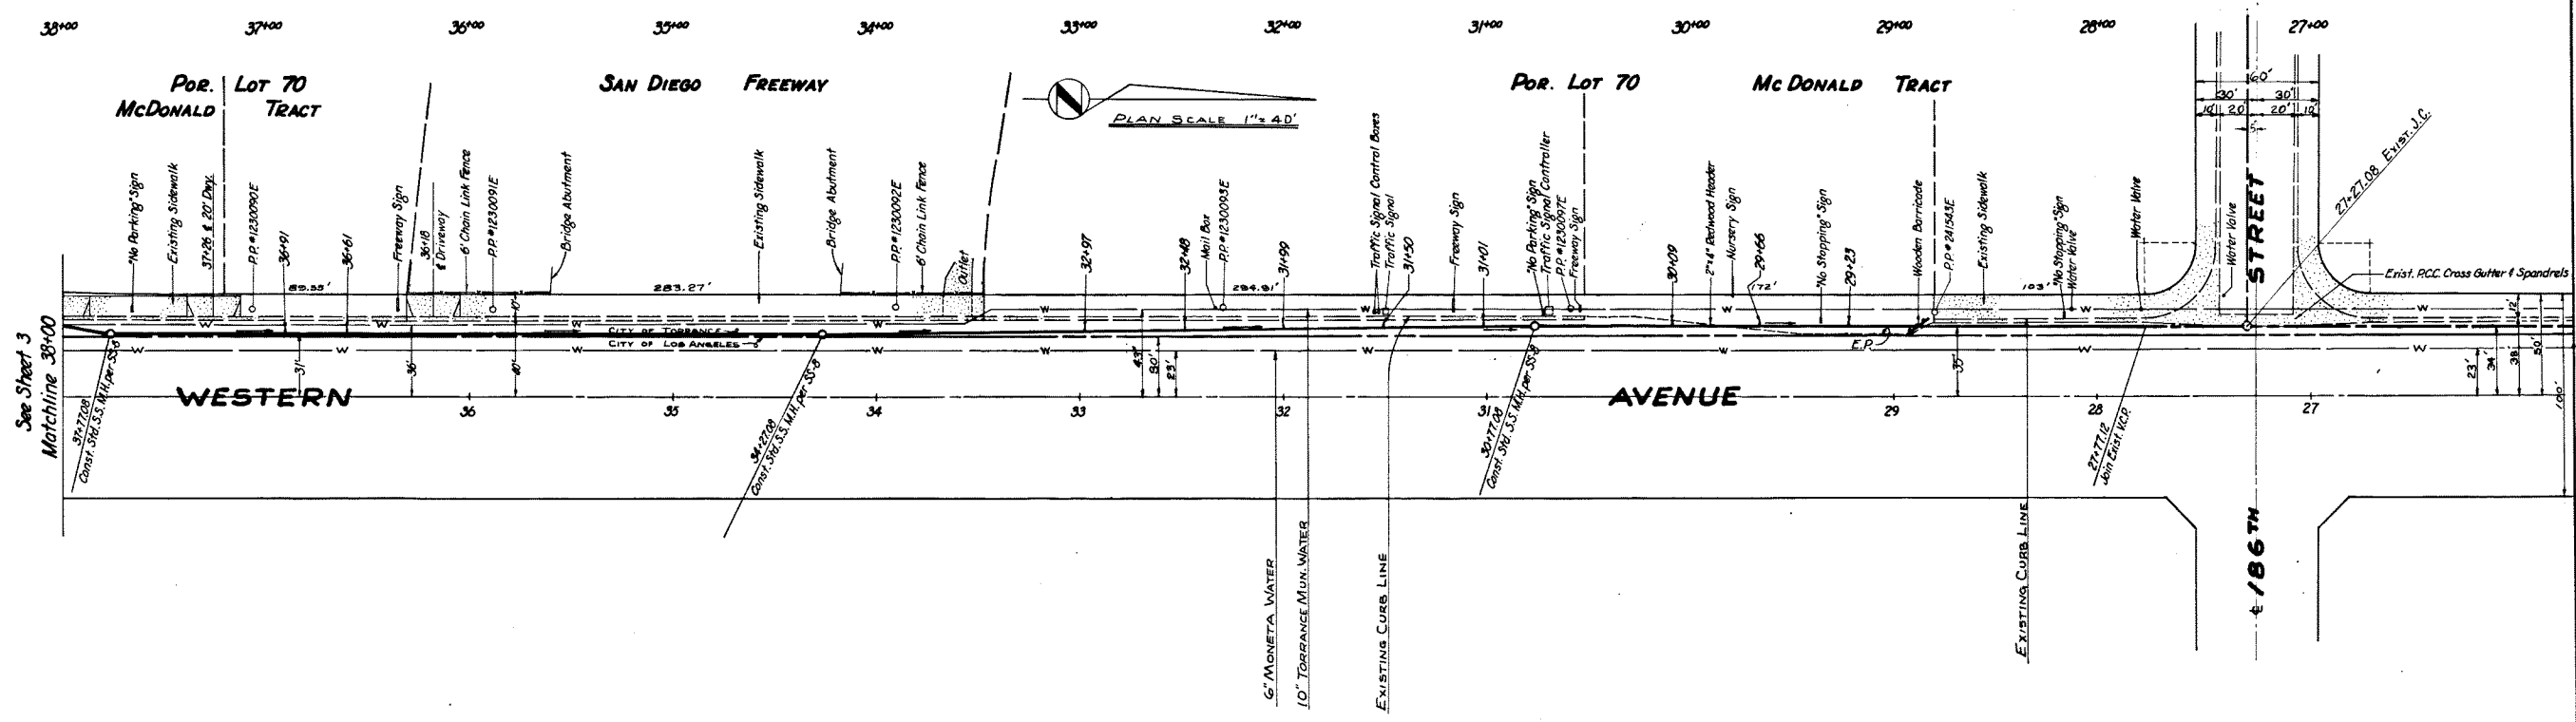 38+00 37+00 36+00 35+00 34+00 33+00 32+00 31+00 30+00 29+00 28+00 27+00
POR. LOT 70
MCDONALD TRACT
SAN DIEGO FREEWAY
N
PLAN SCALE 1"=40'
POR. LOT 70
MCDONALD TRACT
60'
30' 30'
10' 20' 20' 10'
5'
27+27.08 EXIST. J.C.
"No Parking" Sign
Existing Sidewalk
37+26 ℄ 20' Dwy.
P.P. #1230090E
36+91
36+61
Freeway Sign
36+18
℄ Driveway
6' Chain Link Fence
P.P. #1230091E
Bridge Abutment
Existing Sidewalk
Bridge Abutment
P.P. #1230092E
6' Chain Link Fence
Outlet
32+97
32+48
Mail Box
P.P. #1230093E
31+99
Traffic Signal Control Boxes
Traffic Signal
31+50
Freeway Sign
31+01
"No Parking" Sign
Traffic Signal Controller
P.P. #1230097E
Freeway Sign
30+09
2"x4" Redwood Header
Nursery Sign
29+66
"No Stopping" Sign
29+23
Wooden Barricade
P.P. #241543E
Existing Sidewalk
"No Stopping" Sign
Water Valve
Water Valve
Water Valve
STREET
Exist. P.C.C. Cross Gutter & Spandrels
89.55' 283.27' 294.91' 172' 103'
10'
CITY OF TORRANCE
CITY OF LOS ANGELES
W W W W W W W W
W W W W W W W W
E.P.
See Sheet 3
Matchline 38+00
31' 36' 40' 43' 30' 23' 35' 23' 34' 38' 12' 50' 100'
WESTERN AVENUE
36 35 34 33 32 31 29 28 27
37+77.08
Const. Std. S.S. M.H. per SS-8
34+27.08
Const. Std. S.S. M.H. per SS-8
30+77.08
Const. Std. S.S. M.H. per SS-8
27+77.12
Join Exist. V.C.P.
6" MONETA WATER
10" TORRANCE MUN. WATER
EXISTING CURB LINE
EXISTING CURB LINE
℄ 186TH